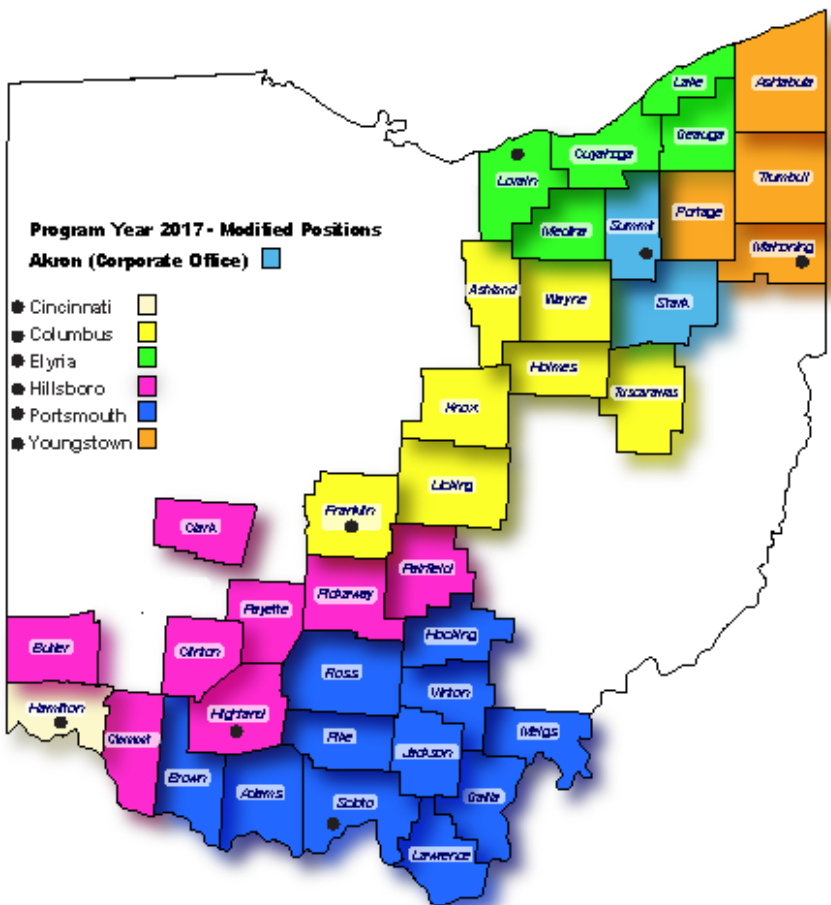 Lake
Ashtabula
Geauga
Cuyahoga
Lorain
Trumbull
Portage
Summit
Medina
Program Year 2017 - Modified Positions
Mahoning
Akron (Corporate Office)
Ashland
Wayne
Stark
Cincinnati
Columbus
Elyria
Holmes
Hillsboro
Tuscarawas
Knox
Portsmouth
Youngstown
Licking
Franklin
Clark
Fairfield
Pickaway
Fayette
Hocking
Butler
Clinton
Ross
Vinton
Hamilton
Highland
Clermont
Pike
Meigs
Jackson
Brown
Adams
Gallia
Scioto
Lawrence